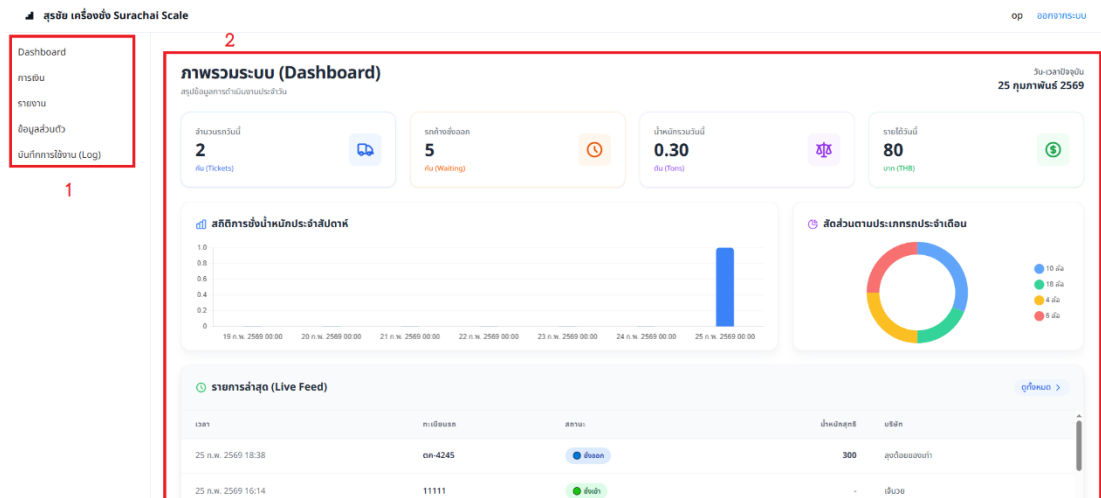 สุรชัย เครื่องชั่ง Surachai Scale
op ออกจากระบบ
Dashboard
การเงิน
รายงาน
ข้อมูลส่วนตัว
บันทึกการใช้งาน (Log)
1
2
ภาพรวมระบบ (Dashboard)
สรุปข้อมูลการดำเนินงานประจำวัน
วัน-เวลาปัจจุบัน
25 กุมภาพันธ์ 2569
จำนวนรถวันนี้
2
คัน (Tickets)
รถค้างชั่งออก
5
คัน (Waiting)
น้ำหนักรวมวันนี้
0.30
ตัน (Tons)
รายได้วันนี้
80
บาท (THB)
สถิติการชั่งน้ำหนักประจำสัปดาห์
1.0
0.8
0.6
0.4
0.2
0
19 ก.พ. 2569 00:00 20 ก.พ. 2569 00:00 21 ก.พ. 2569 00:00 22 ก.พ. 2569 00:00 23 ก.พ. 2569 00:00 24 ก.พ. 2569 00:00 25 ก.พ. 2569 00:00
สัดส่วนตามประเภทรถประจำเดือน
10 ล้อ
18 ล้อ
4 ล้อ
6 ล้อ
รายการล่าสุด (Live Feed)
ดูทั้งหมด >
เวลา ทะเบียนรถ สถานะ น้ำหนักสุทธิ บริษัท
25 ก.พ. 2569 18:38 ตค-4245 ชั่งออก 300 ลุงต้อยของเก่า
25 ก.พ. 2569 16:14 11111 ชั่งเข้า - เจ๊บวย